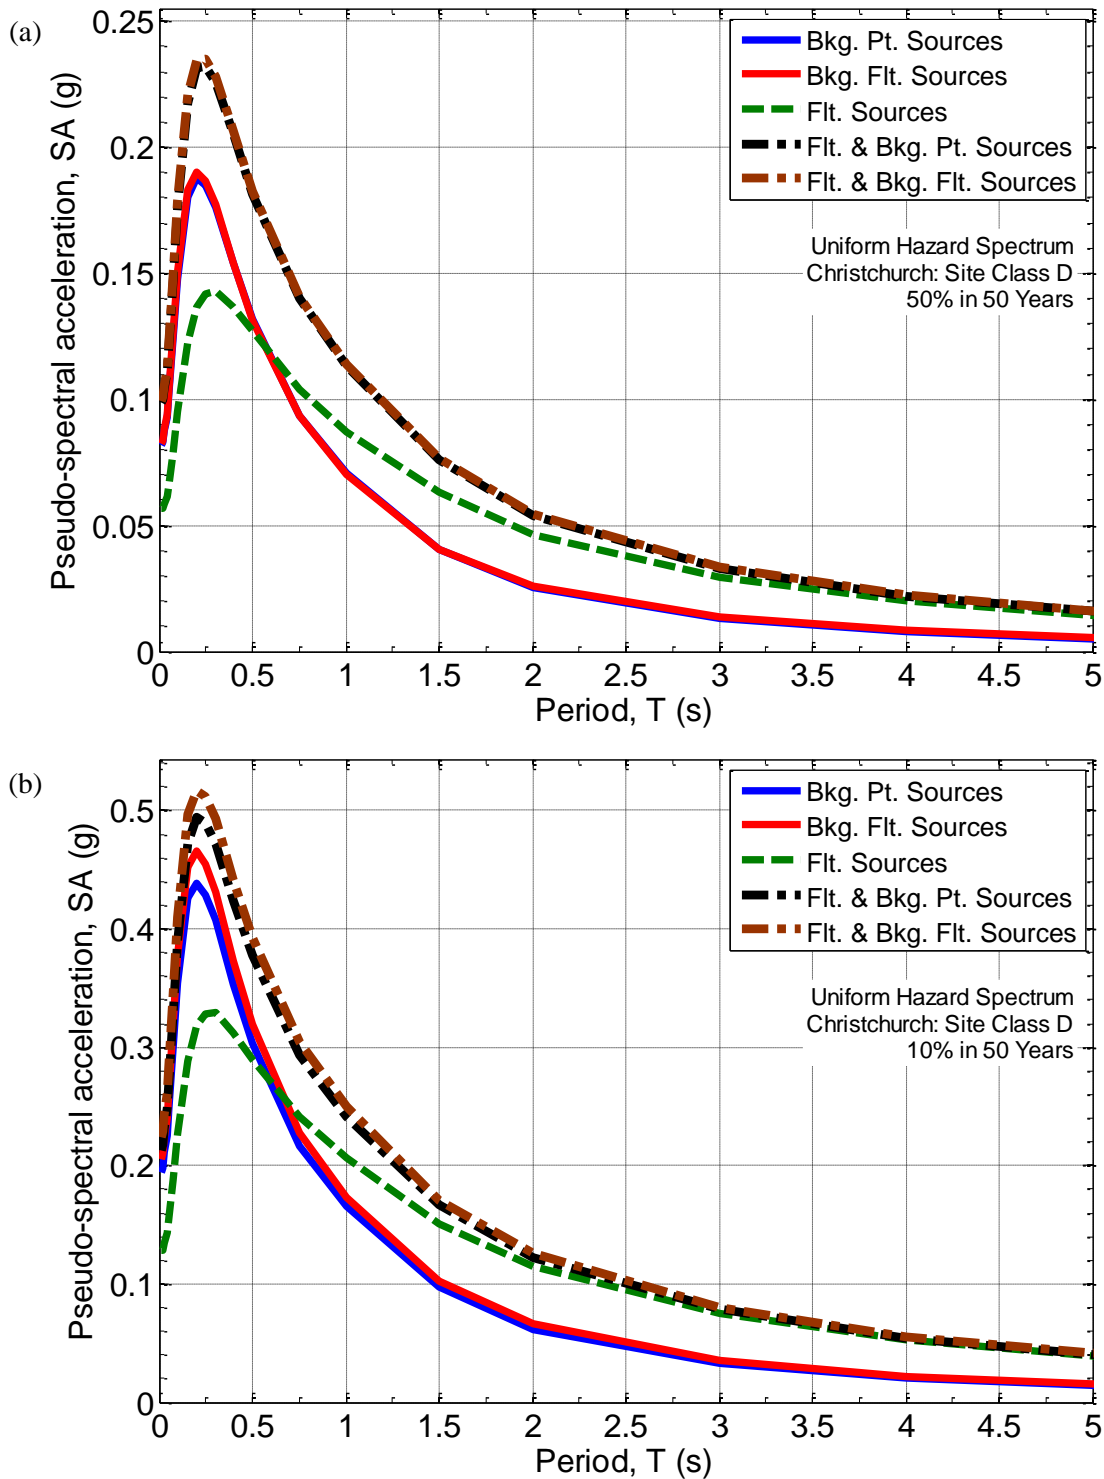 (a)
Pseudo-spectral acceleration, SA (g)
0.25
0.2
0.15
0.1
0.05
0
Bkg. Pt. Sources
Bkg. Flt. Sources
Flt. Sources
Flt. & Bkg. Pt. Sources
Flt. & Bkg. Flt. Sources
Uniform Hazard Spectrum
Christchurch: Site Class D
50% in 50 Years
0 0.5 1 1.5 2 2.5 3 3.5 4 4.5 5
Period, T (s)
(b)
Pseudo-spectral acceleration, SA (g)
0.5
0.4
0.3
0.2
0.1
0
Bkg. Pt. Sources
Bkg. Flt. Sources
Flt. Sources
Flt. & Bkg. Pt. Sources
Flt. & Bkg. Flt. Sources
Uniform Hazard Spectrum
Christchurch: Site Class D
10% in 50 Years
0 0.5 1 1.5 2 2.5 3 3.5 4 4.5 5
Period, T (s)